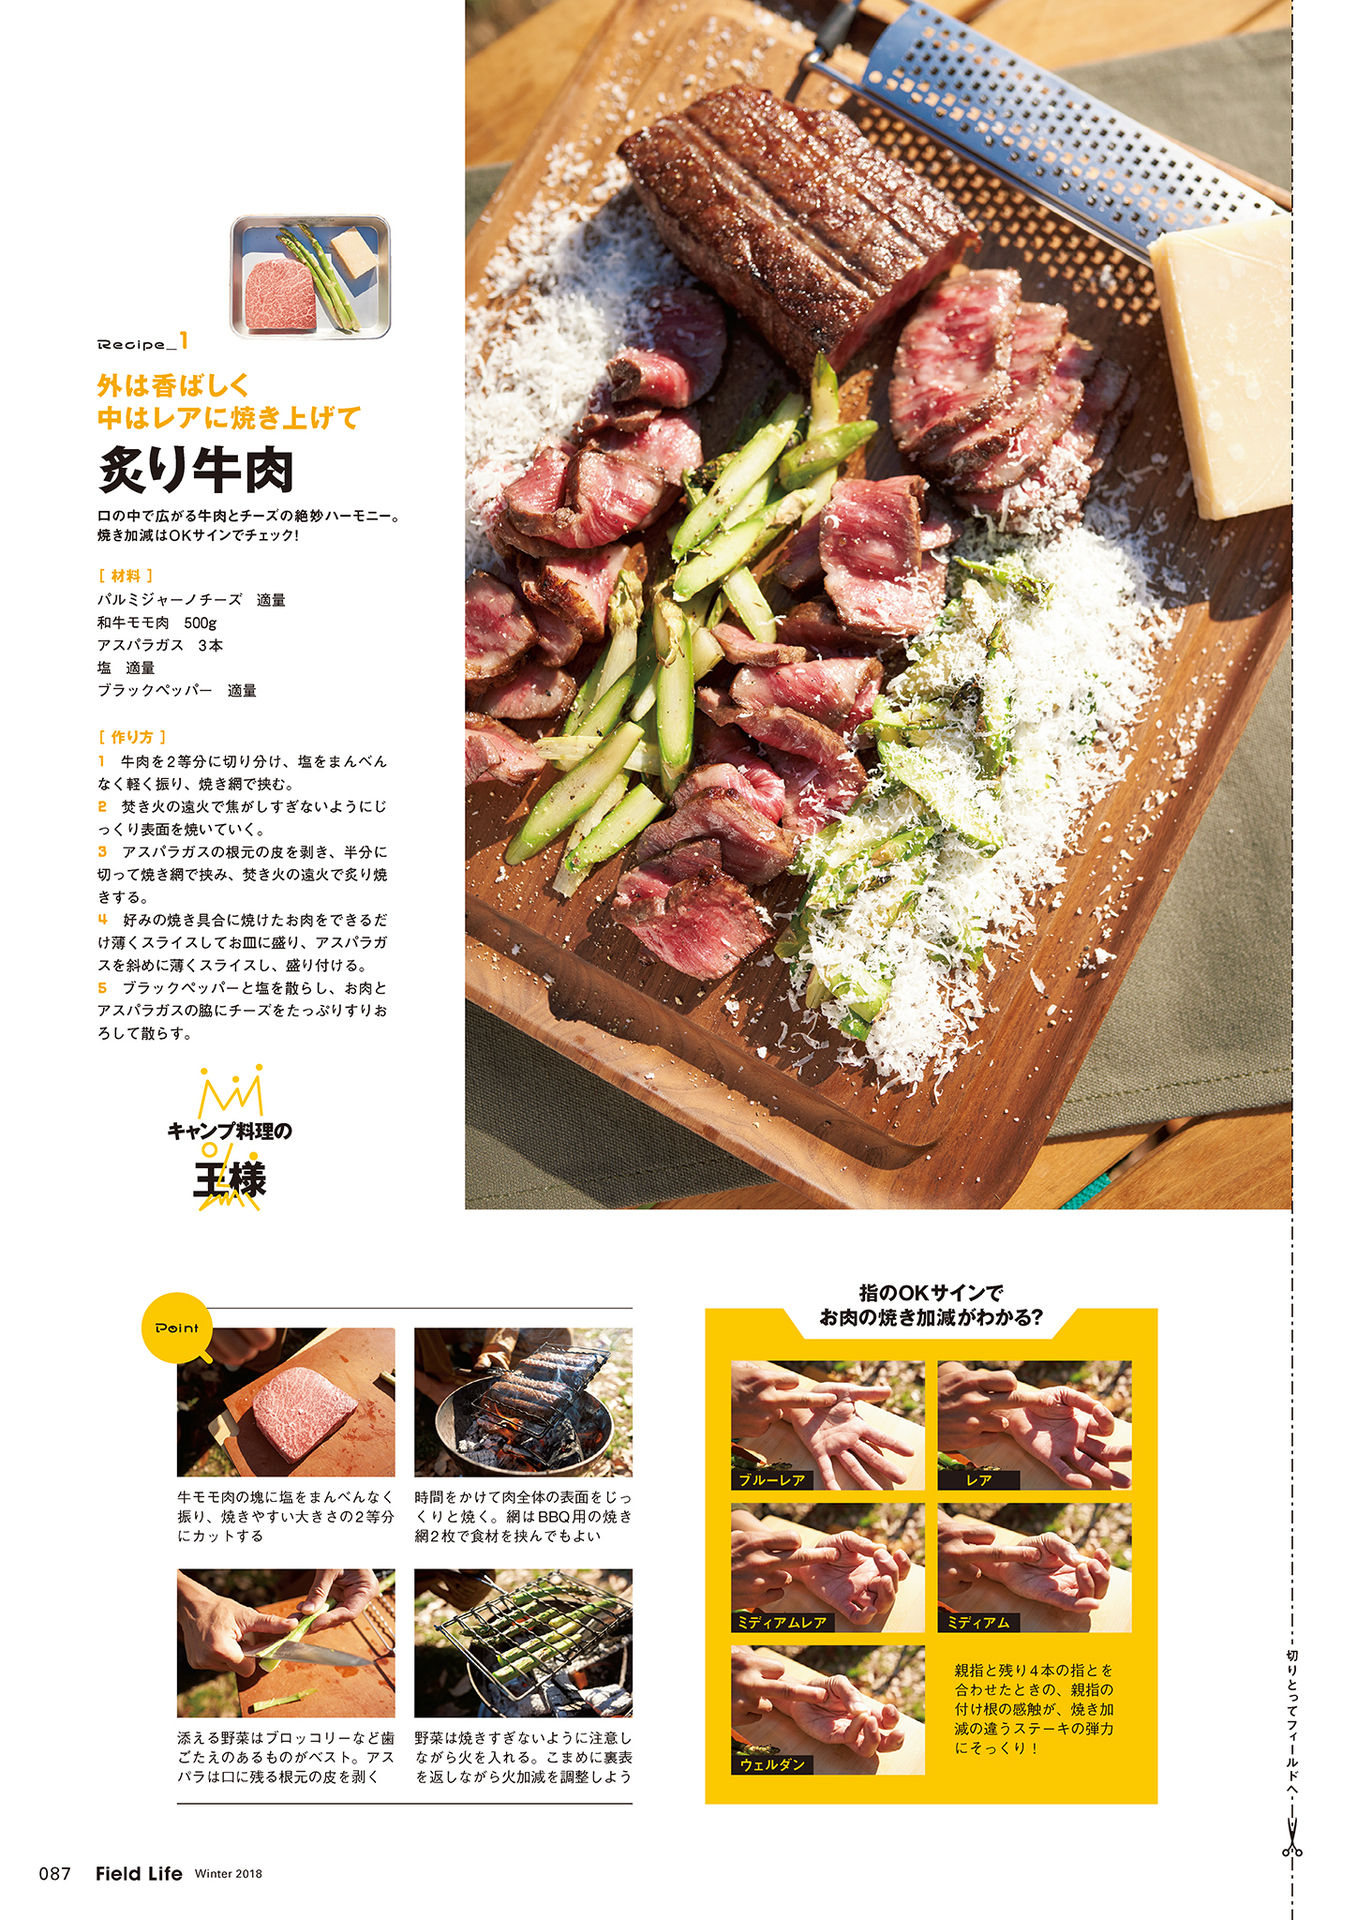 Recipe_1
外は香ばしく
中はレアに焼き上げて
炙り牛肉
口の中で広がる牛肉とチーズの絶妙ハーモニー。
焼き加減はOKサインでチェック!
[ 材料 ]
パルミジャーノチーズ　適量
和牛モモ肉　500g
アスパラガス　3本
塩　適量
ブラックペッパー　適量
[ 作り方 ]
1　牛肉を2等分に切り分け、塩をまんべん
なく軽く振り、焼き網で挟む。
2　焚き火の遠火で焦がしすぎないようにじ
っくり表面を焼いていく。
3　アスパラガスの根元の皮を剥き、半分に
切って焼き網で挟み、焚き火の遠火で炙り焼
きする。
4　好みの焼き具合に焼けたお肉をできるだ
け薄くスライスしてお皿に盛り、アスパラガ
スを斜めに薄くスライスし、盛り付ける。
5　ブラックペッパーと塩を散らし、お肉と
アスパラガスの脇にチーズをたっぷりすりお
ろして散らす。
キャンプ料理の
王様
Point
牛モモ肉の塊に塩をまんべんなく
振り、焼きやすい大きさの2等分
にカットする
時間をかけて肉全体の表面をじっ
くりと焼く。網はBBQ用の焼き
網2枚で食材を挟んでもよい
添える野菜はブロッコリーなど歯
ごたえのあるものがベスト。アス
パラは口に残る根元の皮を剥く
野菜は焼きすぎないように注意し
ながら火を入れる。こまめに裏表
を返しながら火加減を調整しよう
指のOKサインで
お肉の焼き加減がわかる?
ブルーレア
レア
ミディアムレア
ミディアム
ウェルダン
親指と残り4本の指とを
合わせたときの、親指の
付け根の感触が、焼き加
減の違うステーキの弾力
にそっくり!
切りとってフィールドへ
087 Field Life Winter 2018